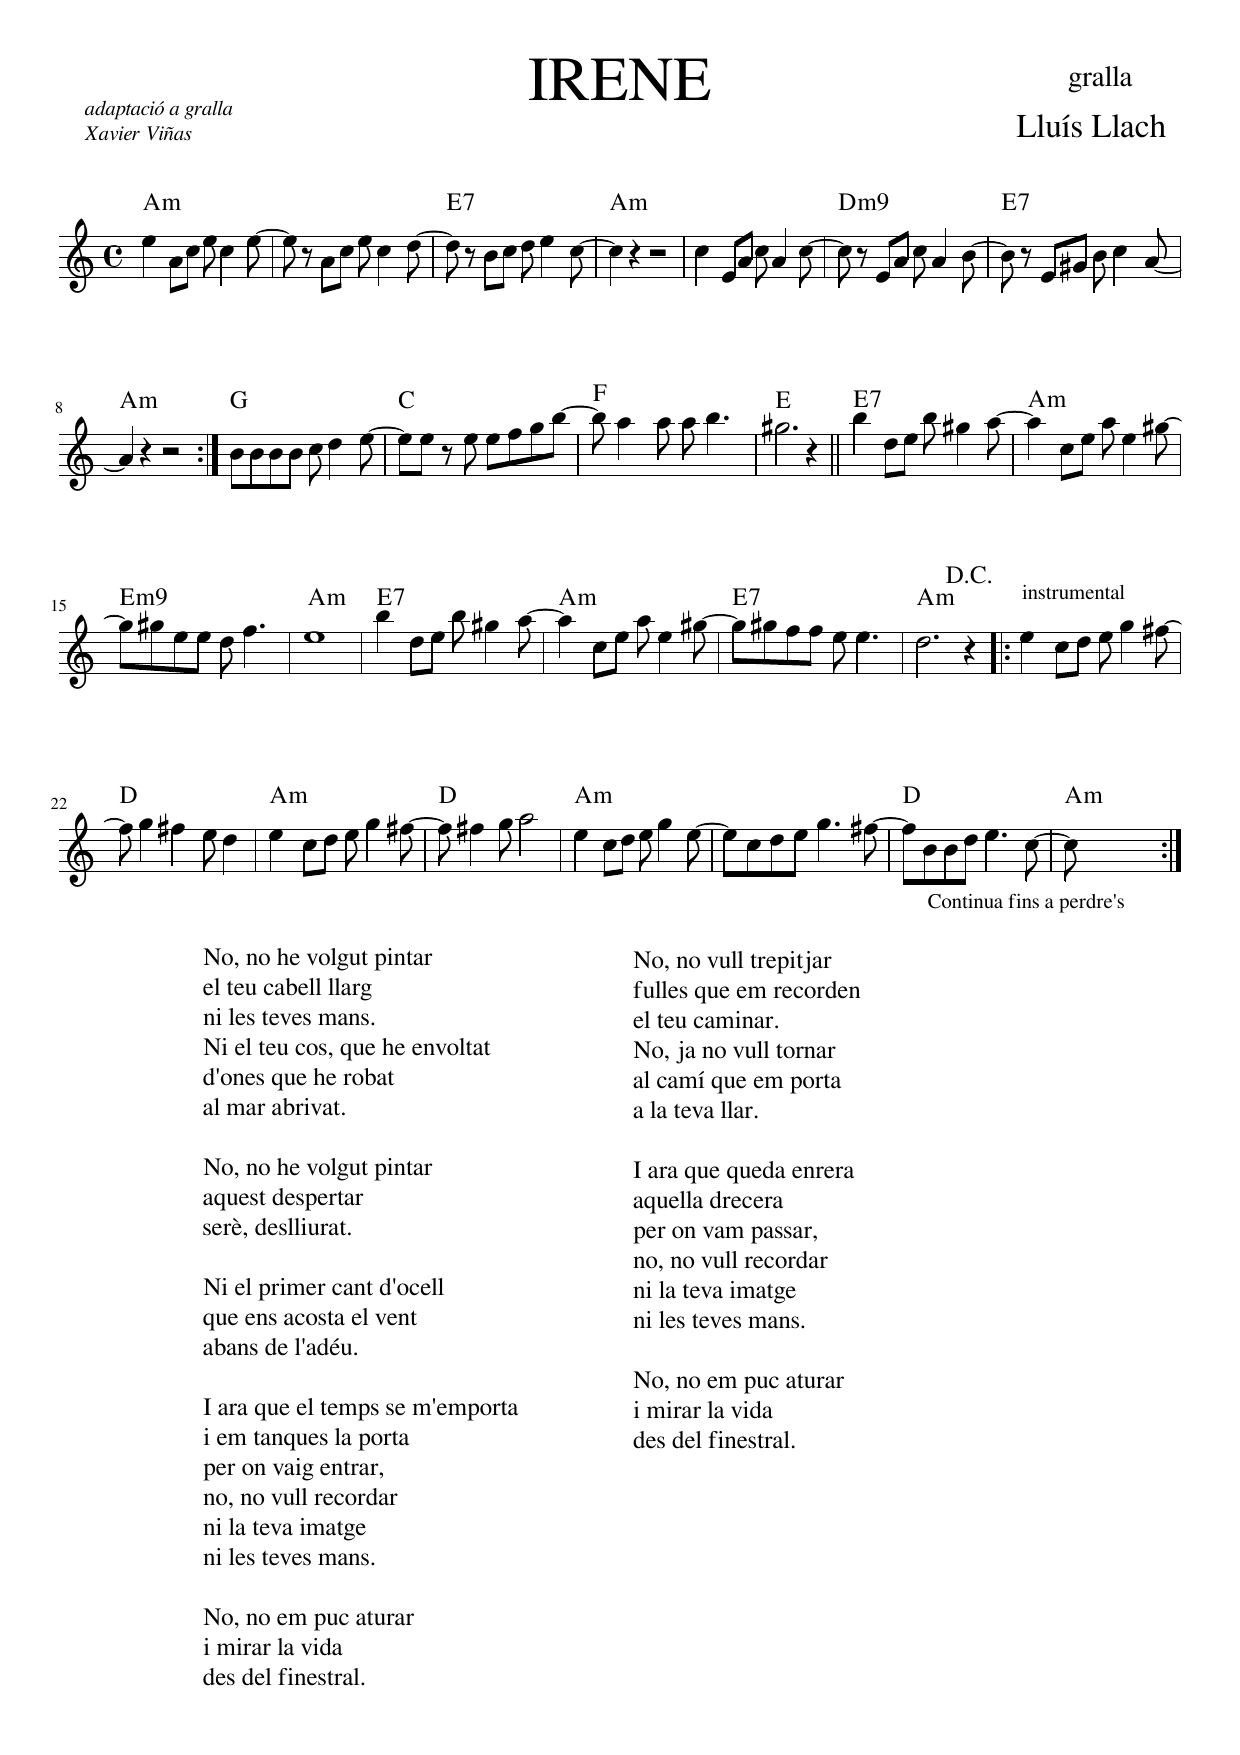 IRENE
gralla
adaptació a gralla
Xavier Viñas
Lluís Llach
Am E7 Am Dm9 E7
8 Am G C F E E7 Am
D.C.
15 Em9 Am E7 Am E7 Am instrumental
22 D Am D Am D Am
Continua fins a perdre's
No, no he volgut pintar
el teu cabell llarg
ni les teves mans.
Ni el teu cos, que he envoltat
d'ones que he robat
al mar abrivat.
No, no he volgut pintar
aquest despertar
serè, deslliurat.
Ni el primer cant d'ocell
que ens acosta el vent
abans de l'adéu.
I ara que el temps se m'emporta
i em tanques la porta
per on vaig entrar,
no, no vull recordar
ni la teva imatge
ni les teves mans.
No, no em puc aturar
i mirar la vida
des del finestral.
No, no vull trepitjar
fulles que em recorden
el teu caminar.
No, ja no vull tornar
al camí que em porta
a la teva llar.
I ara que queda enrera
aquella drecera
per on vam passar,
no, no vull recordar
ni la teva imatge
ni les teves mans.
No, no em puc aturar
i mirar la vida
des del finestral.